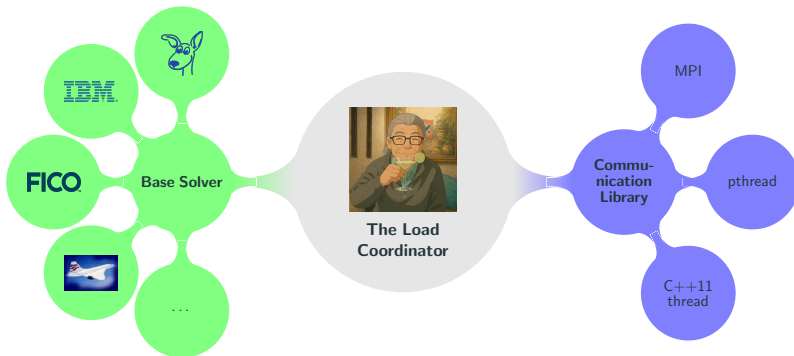 IBM
FICO
Base Solver
...
The Load
Coordinator
Commu-
nication
Library
MPI
pthread
C++11
thread